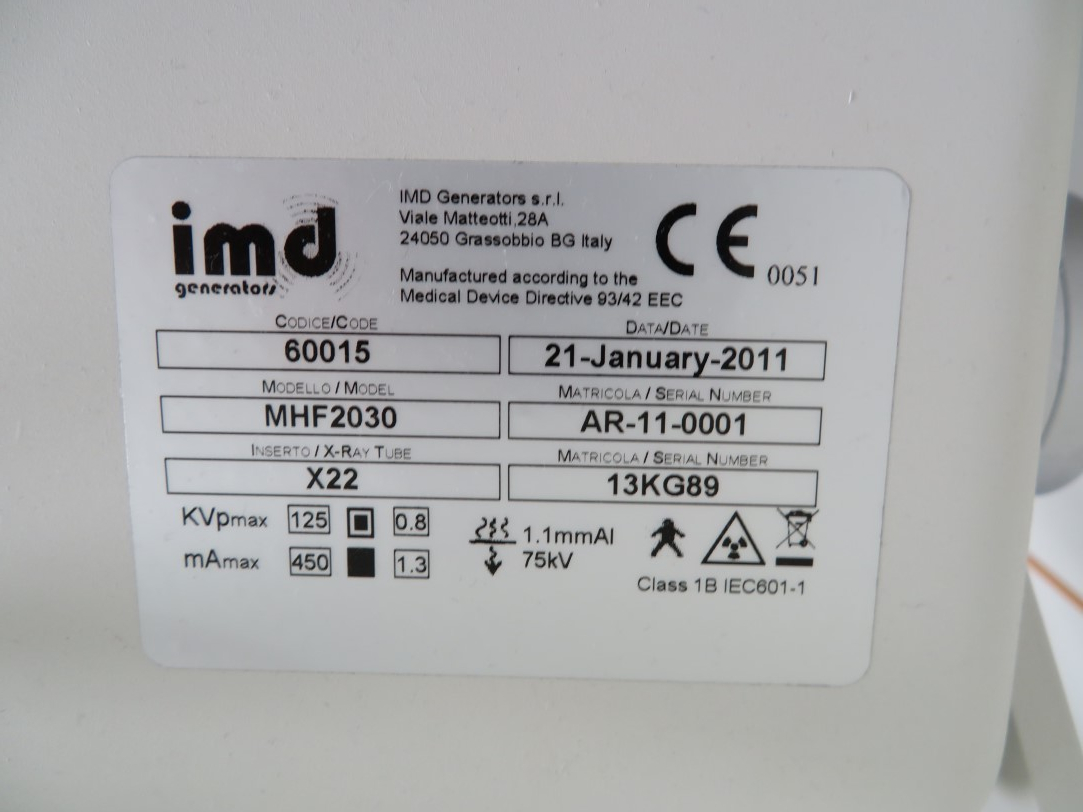 imd
generators
IMD Generators s.r.l.
Viale Matteotti,28A
24050 Grassobbio BG Italy
Manufactured according to the
Medical Device Directive 93/42 EEC
CE 0051
CODICE/CODE
60015
DATA/DATE
21-January-2011
MODELLO / MODEL
MHF2030
MATRICOLA / SERIAL NUMBER
AR-11-0001
INSERTO / X-RAY TUBE
X22
MATRICOLA / SERIAL NUMBER
13KG89
KVpmax 125 0.8
mAmax 450 1.3
1.1mmAl
75kV
Class 1B IEC601-1